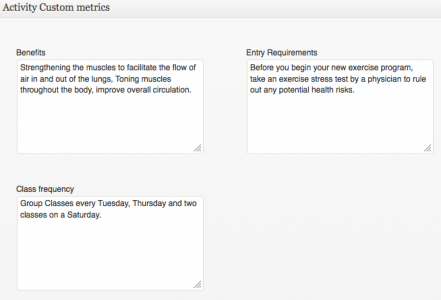 Activity Custom metrics
Benefits
Strengthening the muscles to facilitate the flow of
air in and out of the lungs, Toning muscles
throughout the body, improve overall circulation.
Entry Requirements
Before you begin your new exercise program,
take an exercise stress test by a physician to rule
out any potential health risks.
Class frequency
Group Classes every Tuesday, Thursday and two
classes on a Saturday.